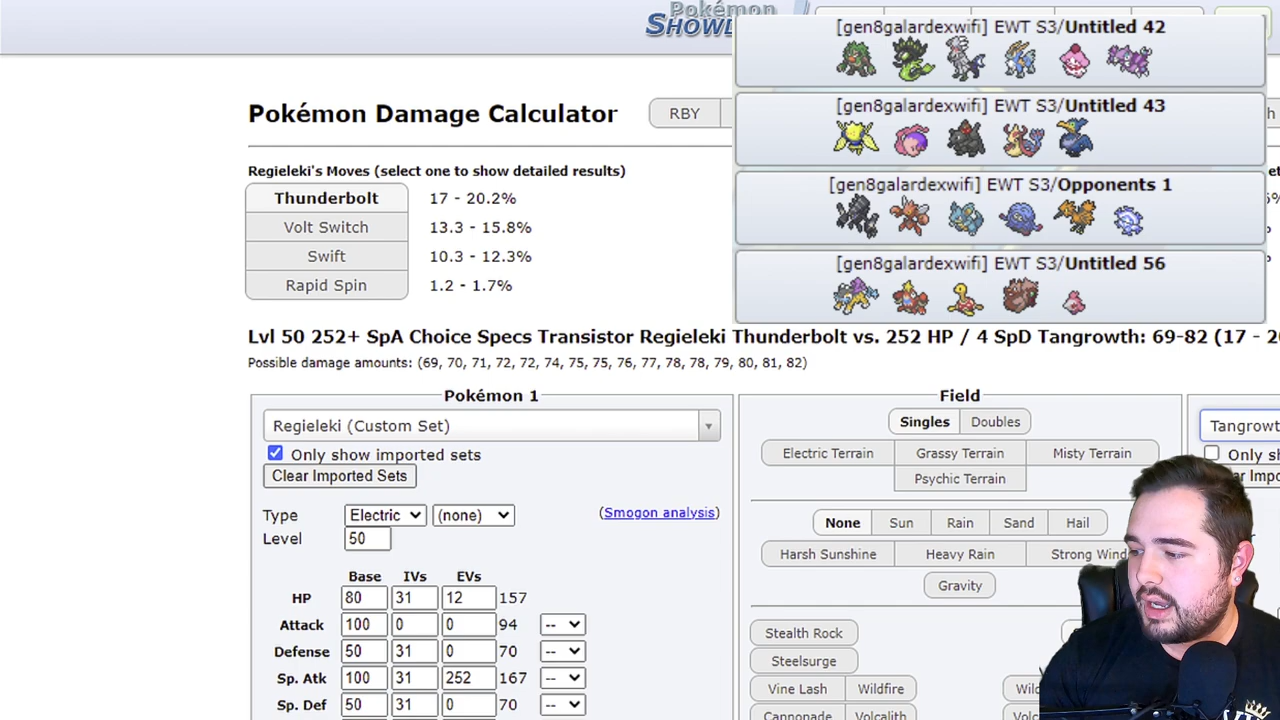 Pokémon
SHOWD
[gen8galardexwifi] EWT S3/Untitled 42
[gen8galardexwifi] EWT S3/Untitled 43
[gen8galardexwifi] EWT S3/Opponents 1
[gen8galardexwifi] EWT S3/Untitled 56
Pokémon Damage Calculator
RBY
Regieleki's Moves (select one to show detailed results)
Thunderbolt 17 - 20.2%
Volt Switch 13.3 - 15.8%
Swift 10.3 - 12.3%
Rapid Spin 1.2 - 1.7%
Lvl 50 252+ SpA Choice Specs Transistor Regieleki Thunderbolt vs. 252 HP / 4 SpD Tangrowth: 69-82 (17 - 2
Possible damage amounts: (69, 70, 71, 72, 72, 74, 75, 75, 76, 77, 78, 78, 79, 80, 81, 82)
Pokémon 1
Regieleki (Custom Set)
Only show imported sets
Clear Imported Sets
Type Electric (none) (Smogon analysis)
Level 50
Base IVs EVs
HP 80 31 12 157
Attack 100 0 0 94 --
Defense 50 31 0 70 --
Sp. Atk 100 31 252 167 --
Sp. Def 50 31 0 70 --
Field
Singles Doubles
Electric Terrain Grassy Terrain Misty Terrain
Psychic Terrain
None Sun Rain Sand Hail
Harsh Sunshine Heavy Rain Strong Wind
Gravity
Stealth Rock
Steelsurge
Vine Lash Wildfire
Cannonade Volcalith
Tangrowt
Only sh
ar Impo